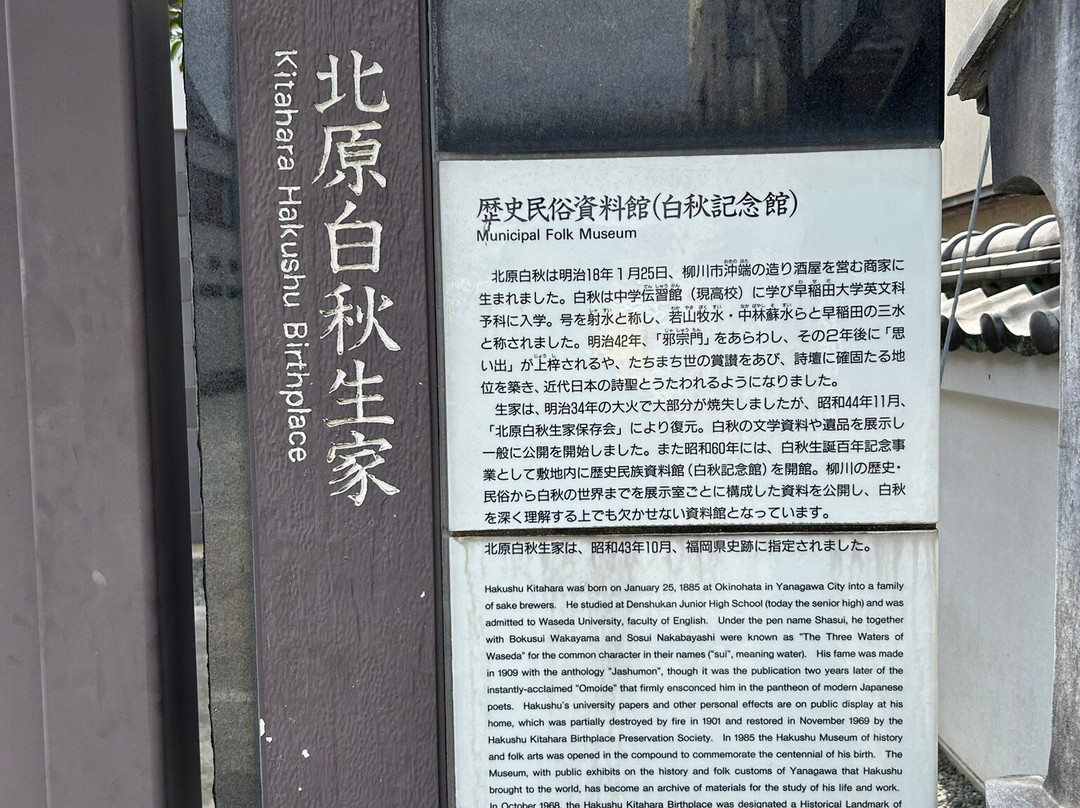 北原白秋生家
Kitahara Hakushu Birthplace
歴史民俗資料館(白秋記念館)
Municipal Folk Museum
北原白秋は明治18年1月25日、柳川市沖端の造り酒屋を営む商家に
生まれました。白秋は中学伝習館(現高校)に学び早稲田大学英文科
予科に入学。号を射水と称し、若山牧水・中林蘇水らと早稲田の三水
と称されました。明治42年、「邪宗門」をあらわし、その2年後に「思
い出」が上梓されるや、たちまち世の賞讃をあび、詩壇に確固たる地
位を築き、近代日本の詩聖とうたわれるようになりました。
生家は、明治34年の大火で大部分が焼失しましたが、昭和44年11月、
「北原白秋生家保存会」により復元。白秋の文学資料や遺品を展示し
一般に公開を開始しました。また昭和60年には、白秋生誕百年記念事
業として敷地内に歴史民族資料館(白秋記念館)を開館。柳川の歴史・
民俗から白秋の世界までを展示室ごとに構成した資料を公開し、白秋
を深く理解する上でも欠かせない資料館となっています。
北原白秋生家は、昭和43年10月、福岡県史跡に指定されました。
Hakushu Kitahara was born on January 25, 1885 at Okinohata in Yanagawa City into a family
of sake brewers. He studied at Denshukan Junior High School (today the senior high) and was
admitted to Waseda University, faculty of English. Under the pen name Shasui, he together
with Bokusui Wakayama and Sosui Nakabayashi were known as "The Three Waters of
Waseda" for the common character in their names ("sui", meaning water). His fame was made
in 1909 with the anthology "Jashumon", though it was the publication two years later of the
instantly-acclaimed "Omoide" that firmly ensconced him in the pantheon of modern Japanese
poets. Hakushu's university papers and other personal effects are on public display at his
home, which was partially destroyed by fire in 1901 and restored in November 1969 by the
Hakushu Kitahara Birthplace Preservation Society. In 1985 the Hakushu Museum of history
and folk arts was opened in the compound to commemorate the centennial of his birth. The
Museum, with public exhibits on the history and folk customs of Yanagawa that Hakushu
brought to the world, has become an archive of materials for the study of his life and work.
In October 1968, the Hakushu Kitahara Birthplace was designated a Historical Landmark of